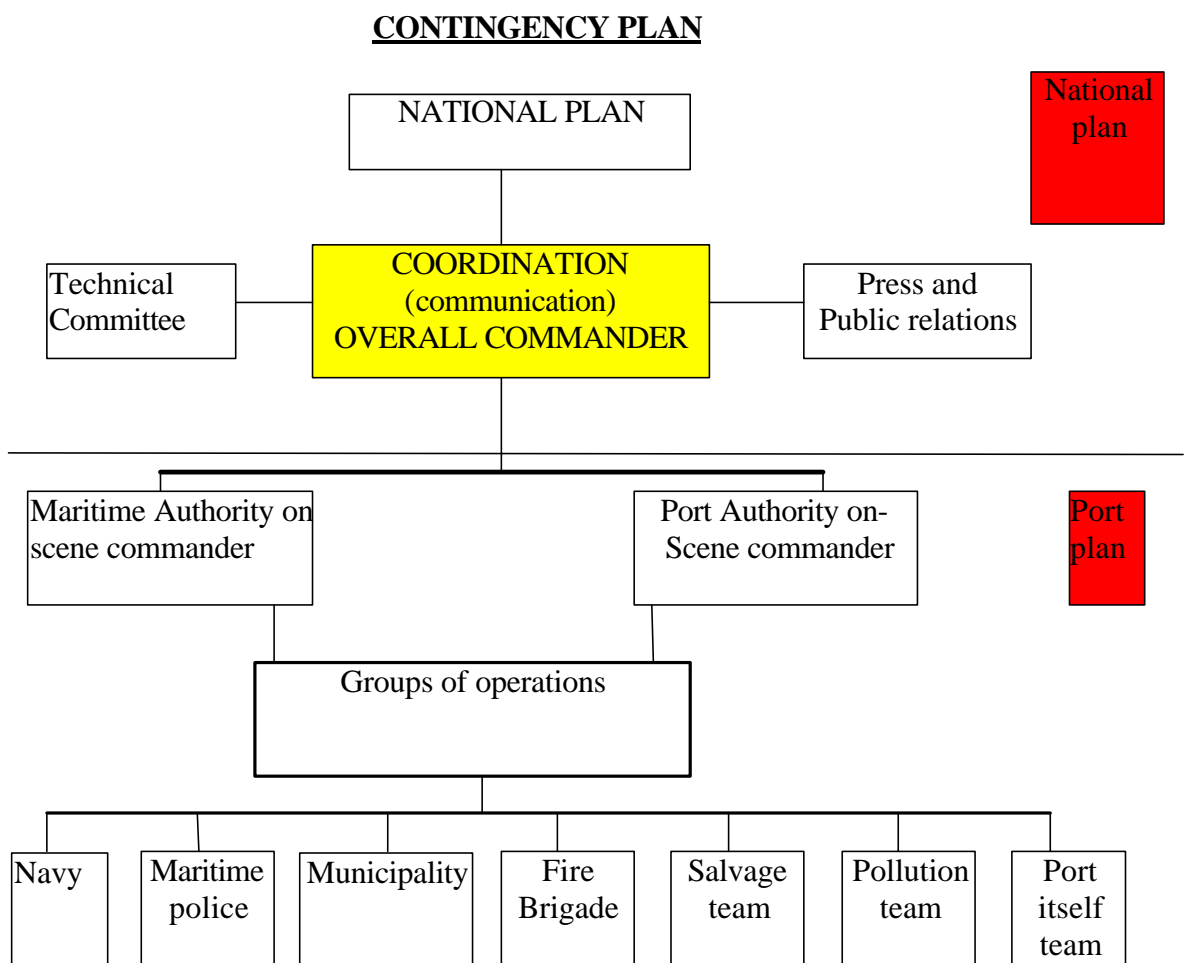 CONTINGENCY PLAN
NATIONAL PLAN
National
plan
Technical
Committee
COORDINATION
(communication)
OVERALL COMMANDER
Press and
Public relations
Maritime Authority on
scene commander
Port Authority on-
Scene commander
Port
plan
Groups of operations
Navy
Maritime
police
Municipality
Fire
Brigade
Salvage
team
Pollution
team
Port
itself
team